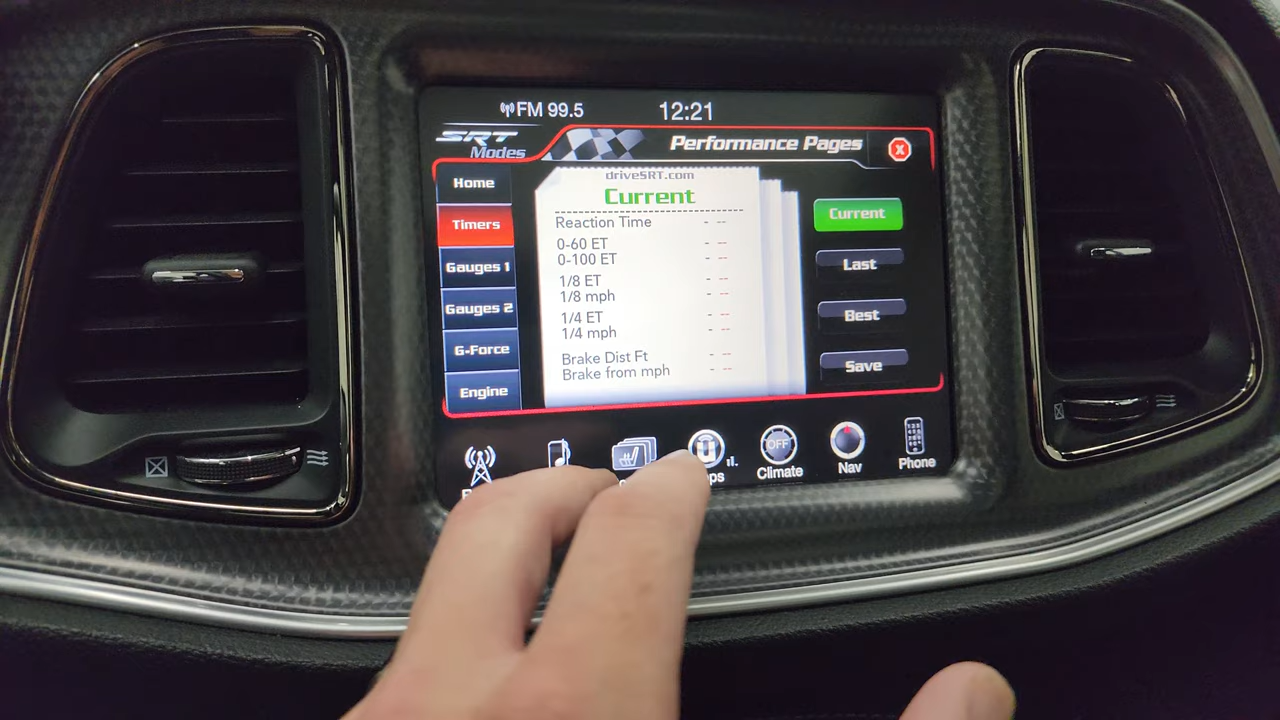 FM 99.5 12:21
SRT Modes
Performance Pages
X
Home
Timers
Gauges 1
Gauges 2
G-Force
Engine
driveSRT.com
Current
Reaction Time - --
0-60 ET - --
0-100 ET - --
1/8 ET - --
1/8 mph - --
1/4 ET - --
1/4 mph - --
Brake Dist Ft - --
Brake from mph - --
Current
Last
Best
Save
OFF
Climate
Nav
Phone